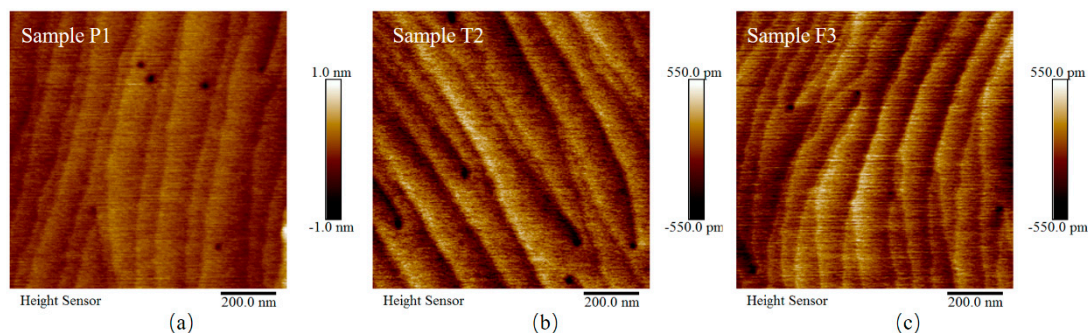 Sample P1
1.0 nm
-1.0 nm
Height Sensor
200.0 nm
(a)
Sample T2
550.0 pm
-550.0 pm
Height Sensor
200.0 nm
(b)
Sample F3
550.0 pm
-550.0 pm
Height Sensor
200.0 nm
(c)